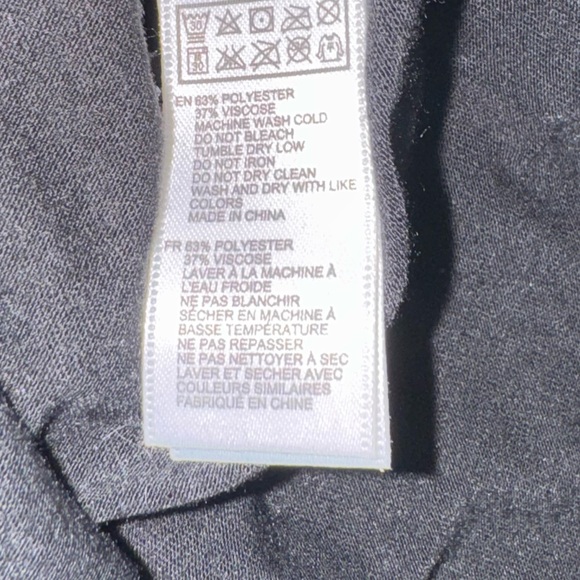 EN 63% POLYESTER
37% VISCOSE
MACHINE WASH COLD
DO NOT BLEACH
TUMBLE DRY LOW
DO NOT IRON
DO NOT DRY CLEAN
WASH AND DRY WITH LIKE
COLORS
MADE IN CHINA
FR 63% POLYESTER
37% VISCOSE
LAVER À LA MACHINE À
L'EAU FROIDE
NE PAS BLANCHIR
SÉCHER EN MACHINE À
BASSE TEMPÉRATURE
NE PAS REPASSER
NE PAS NETTOYER À SEC
LAVER ET SECHER AVEC
COULEURS SIMILAIRES
FABRIQUÉ EN CHINE